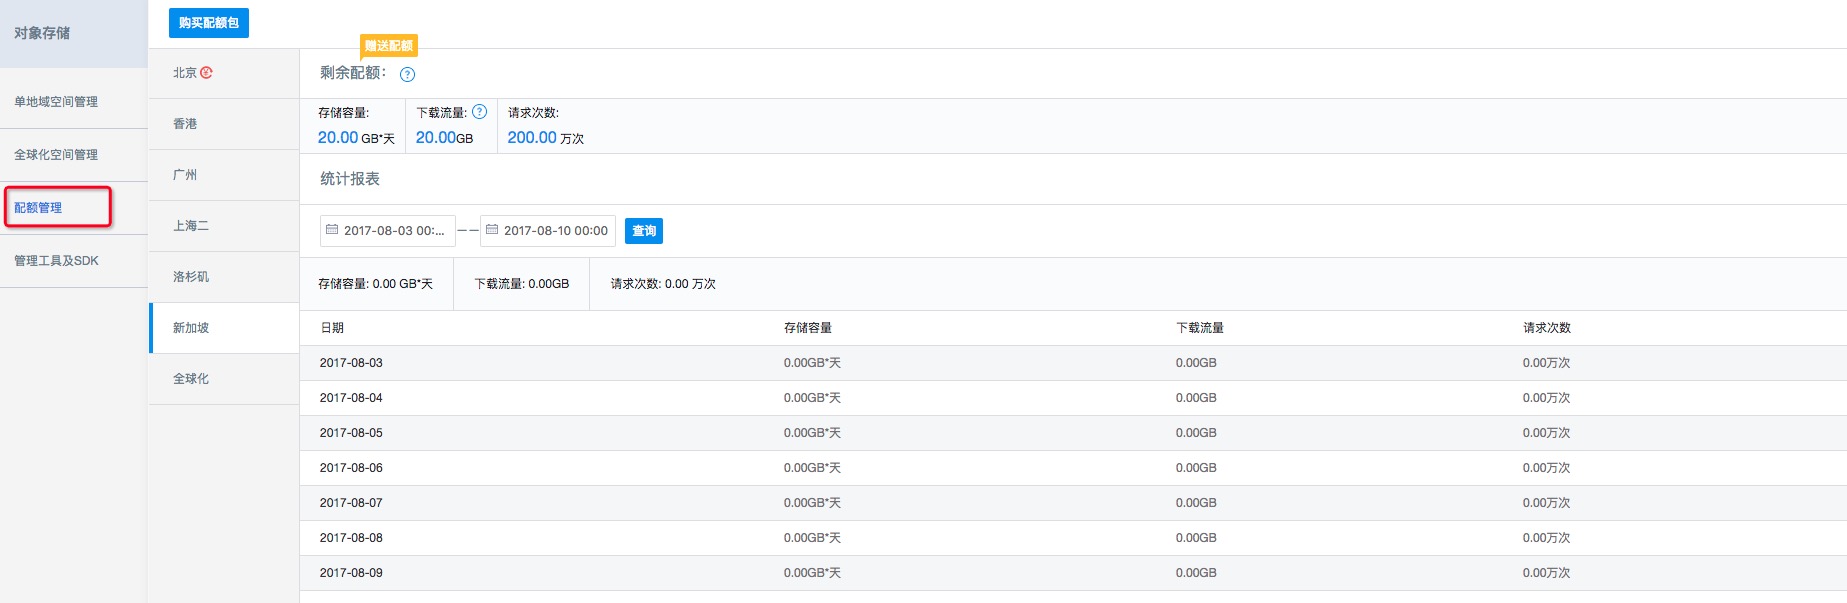 对象存储
单地域空间管理
全球化空间管理
配额管理
管理工具及SDK
购买配额包
北京
香港
广州
上海二
洛杉矶
新加坡
全球化
赠送配额
剩余配额： ?
存储容量: 下载流量: ? 请求次数:
20.00 GB*天 20.00GB 200.00 万次
统计报表
2017-08-03 00:... —— 2017-08-10 00:00 查询
存储容量: 0.00 GB*天 下载流量: 0.00GB 请求次数: 0.00 万次
日期 存储容量 下载流量 请求次数
2017-08-03 0.00GB*天 0.00GB 0.00万次
2017-08-04 0.00GB*天 0.00GB 0.00万次
2017-08-05 0.00GB*天 0.00GB 0.00万次
2017-08-06 0.00GB*天 0.00GB 0.00万次
2017-08-07 0.00GB*天 0.00GB 0.00万次
2017-08-08 0.00GB*天 0.00GB 0.00万次
2017-08-09 0.00GB*天 0.00GB 0.00万次